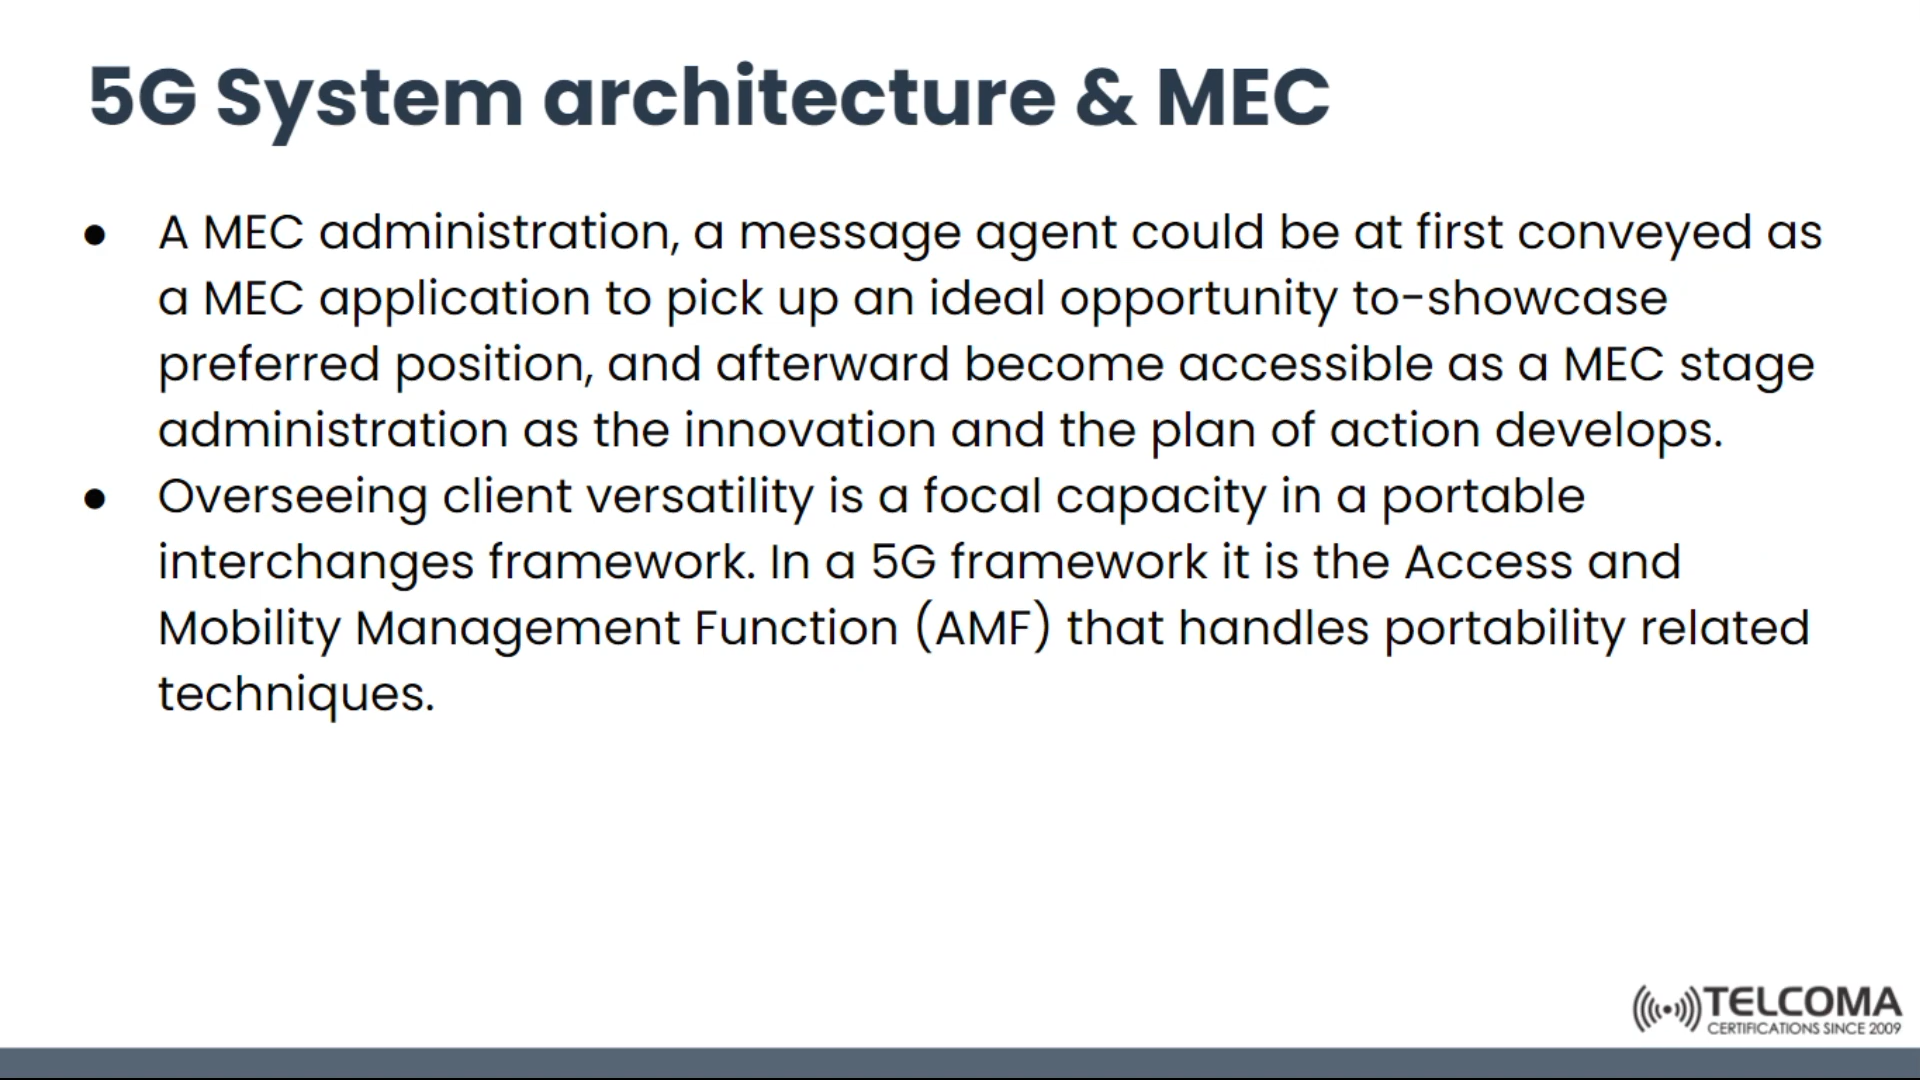 5G System architecture & MEC
● A MEC administration, a message agent could be at first conveyed as
a MEC application to pick up an ideal opportunity to-showcase
preferred position, and afterward become accessible as a MEC stage
administration as the innovation and the plan of action develops.
● Overseeing client versatility is a focal capacity in a portable
interchanges framework. In a 5G framework it is the Access and
Mobility Management Function (AMF) that handles portability related
techniques.
TELCOMA
CERTIFICATIONS SINCE 2009